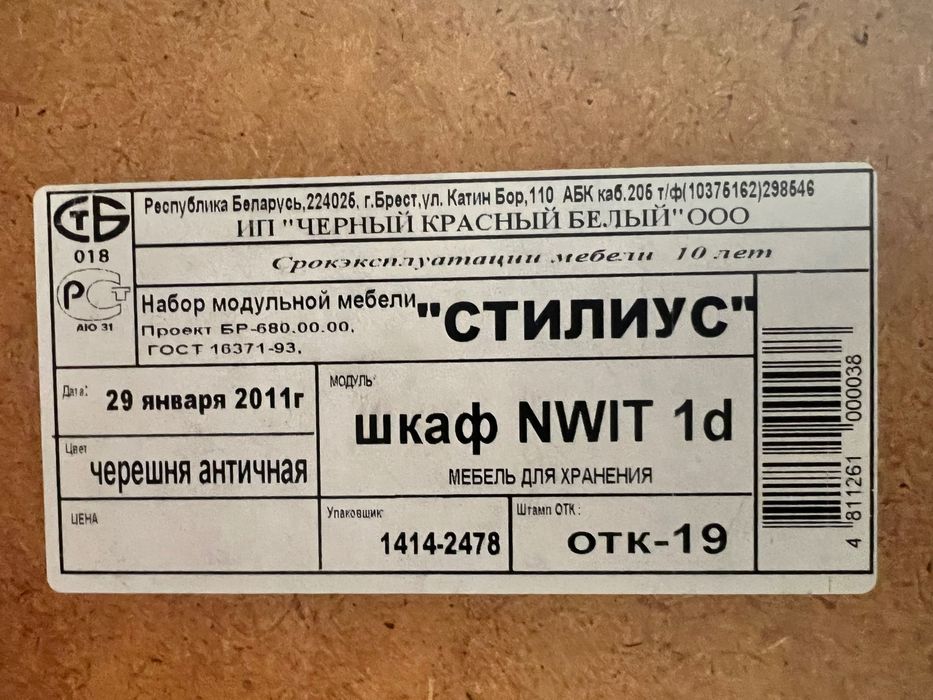 СТБ
018
РСТ
АЮ 31
Республика Беларусь,224025, г.Брест,ул. Катин Бор,110 АБК каб.205 т/ф(10375162)298546
ИП "ЧЕРНЫЙ КРАСНЫЙ БЕЛЫЙ"ООО
Срокэксплуатации мебели 10 лет
Набор модульной мебели "СТИЛИУС"
Проект БР-680.00.00.
ГОСТ 16371-93.
Дата: 29 января 2011г
МОДУЛЬ:
шкаф NWIT 1d
МЕБЕЛЬ ДЛЯ ХРАНЕНИЯ
Цвет
черешня античная
ЦЕНА
Упаковщик
1414-2478
Штамп ОТК:
ОТК-19
4 811261 000038